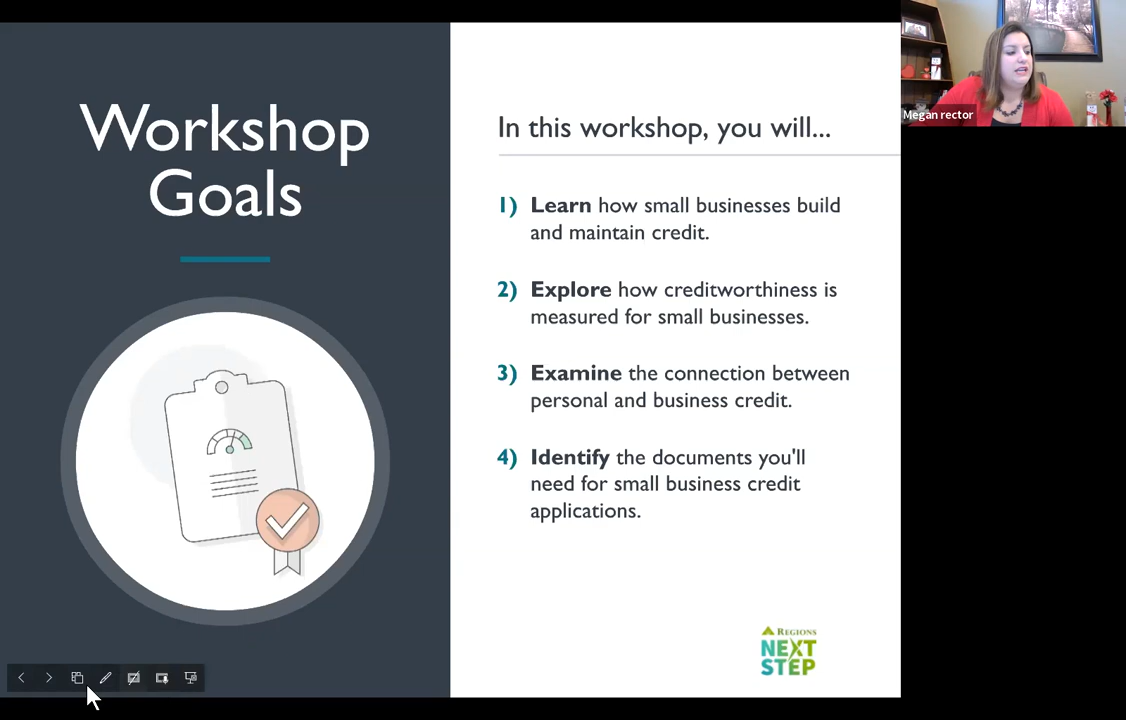 Workshop
Goals
In this workshop, you will...
1) Learn how small businesses build
and maintain credit.
2) Explore how creditworthiness is
measured for small businesses.
3) Examine the connection between
personal and business credit.
4) Identify the documents you'll
need for small business credit
applications.
REGIONS
NEXT
STEP
Megan rector